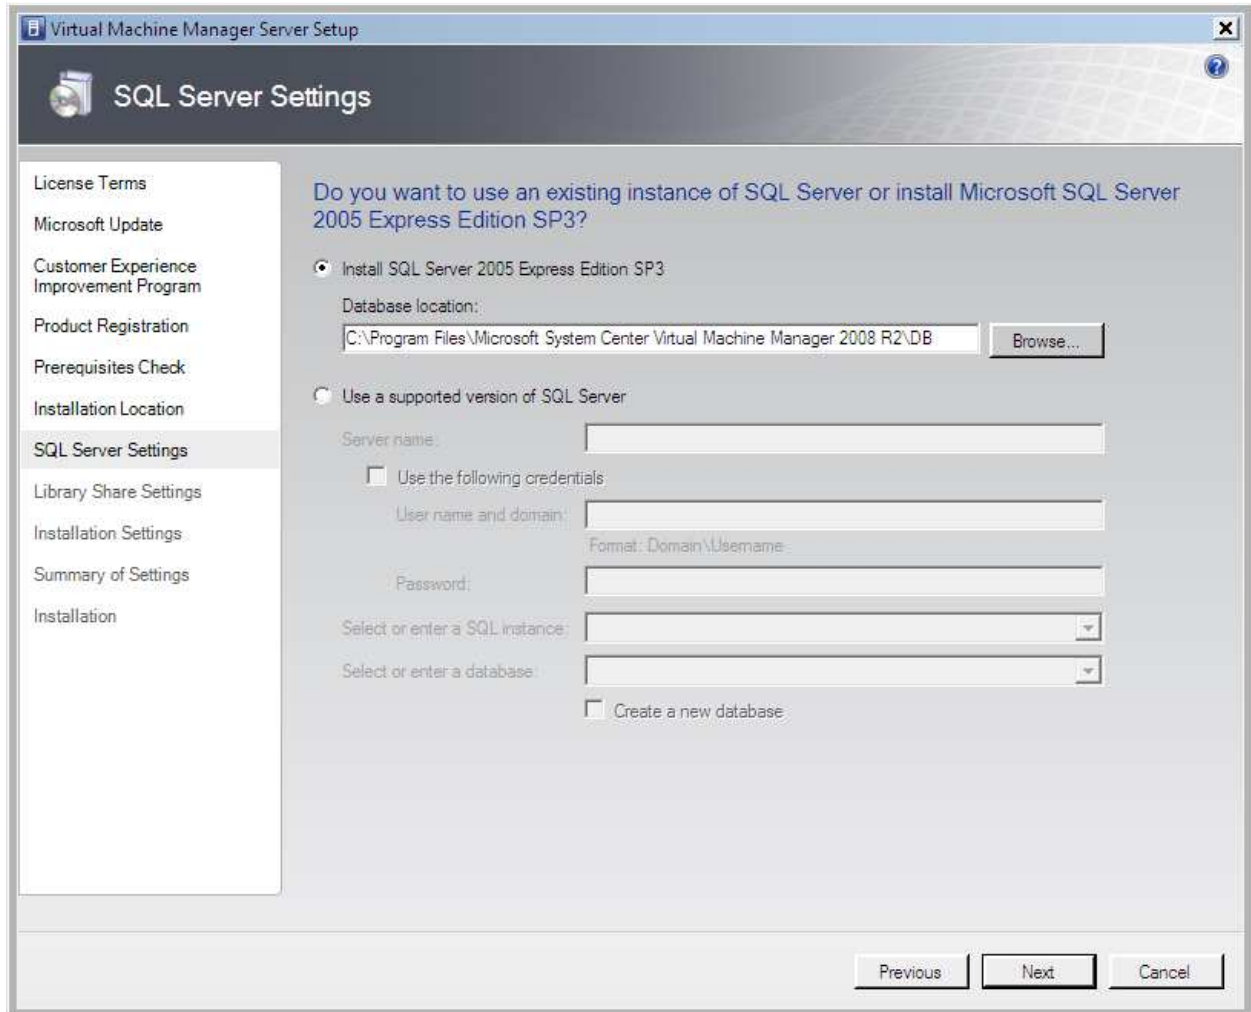 Virtual Machine Manager Server Setup
SQL Server Settings
License Terms
Microsoft Update
Customer Experience
Improvement Program
Product Registration
Prerequisites Check
Installation Location
SQL Server Settings
Library Share Settings
Installation Settings
Summary of Settings
Installation
Do you want to use an existing instance of SQL Server or install Microsoft SQL Server
2005 Express Edition SP3?
Install SQL Server 2005 Express Edition SP3
Database location:
C:\Program Files\Microsoft System Center Virtual Machine Manager 2008 R2\DB
Browse...
Use a supported version of SQL Server
Server name:
Use the following credentials
User name and domain:
Format: Domain\Username
Password:
Select or enter a SQL instance:
Select or enter a database:
Create a new database
Previous
Next
Cancel